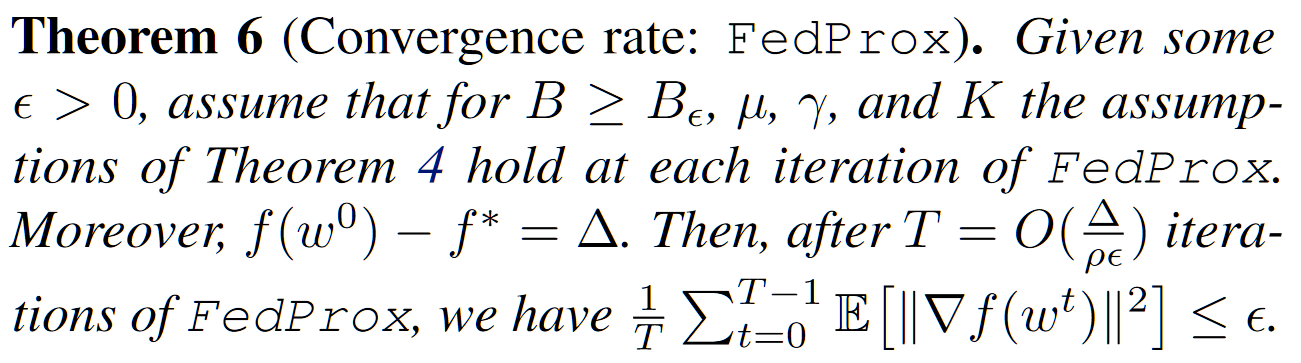 Theorem 6 (Convergence rate: FedProx). Given some
ϵ > 0, assume that for B ≥ B_ϵ, μ, γ, and K the assump-
tions of Theorem 4 hold at each iteration of FedProx.
Moreover, f(w⁰) − f* = Δ. Then, after T = O(Δ/ρϵ) itera-
tions of FedProx, we have 1/T ∑_{t=0}^{T−1} 𝔼[‖∇f(wᵗ)‖²] ≤ ϵ.